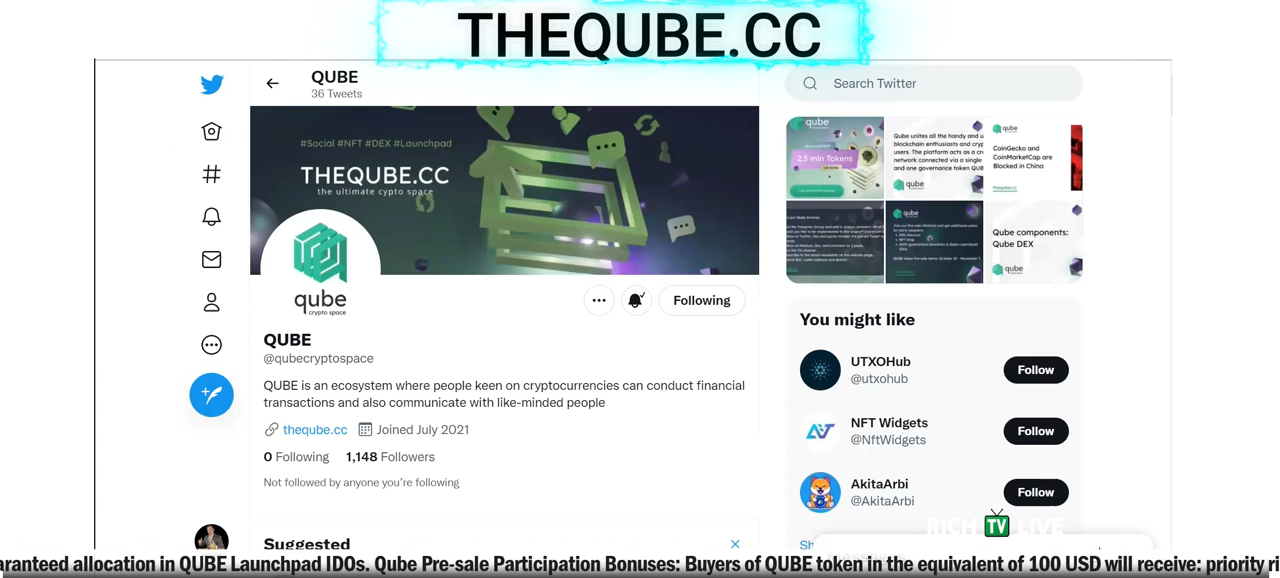 THEQUBE.CC
QUBE
36 Tweets
Search Twitter
#Social #NFT #DEX #Launchpad
THEQUBE.CC
the ultimate cypto space
qube
crypto space
Following
QUBE
@qubecryptospace
QUBE is an ecosystem where people keen on cryptocurrencies can conduct financial
transactions and also communicate with like-minded people
theqube.cc Joined July 2021
0 Following 1,148 Followers
Not followed by anyone you're following
Suggested
qube
2.5 mln Tokens
Qube unites all the handy and u
blockchain enthusiasts and cryp
users. The platform acts as a cr
network connected via a single
and one governance token QUB
qube
qube
CoinGecko and
CoinMarketCap are
Blocked in China
theqube.cc
qube
Qube components:
Qube DEX
qube
You might like
UTXOHub
@utxohub
Follow
NFT Widgets
@NftWidgets
Follow
AkitaArbi
@AkitaArbi
Follow
RICH TV LIVE
Sh
aranteed allocation in QUBE Launchpad IDOs. Qube Pre-sale Participation Bonuses: Buyers of QUBE token in the equivalent of 100 USD will receive: priority ri